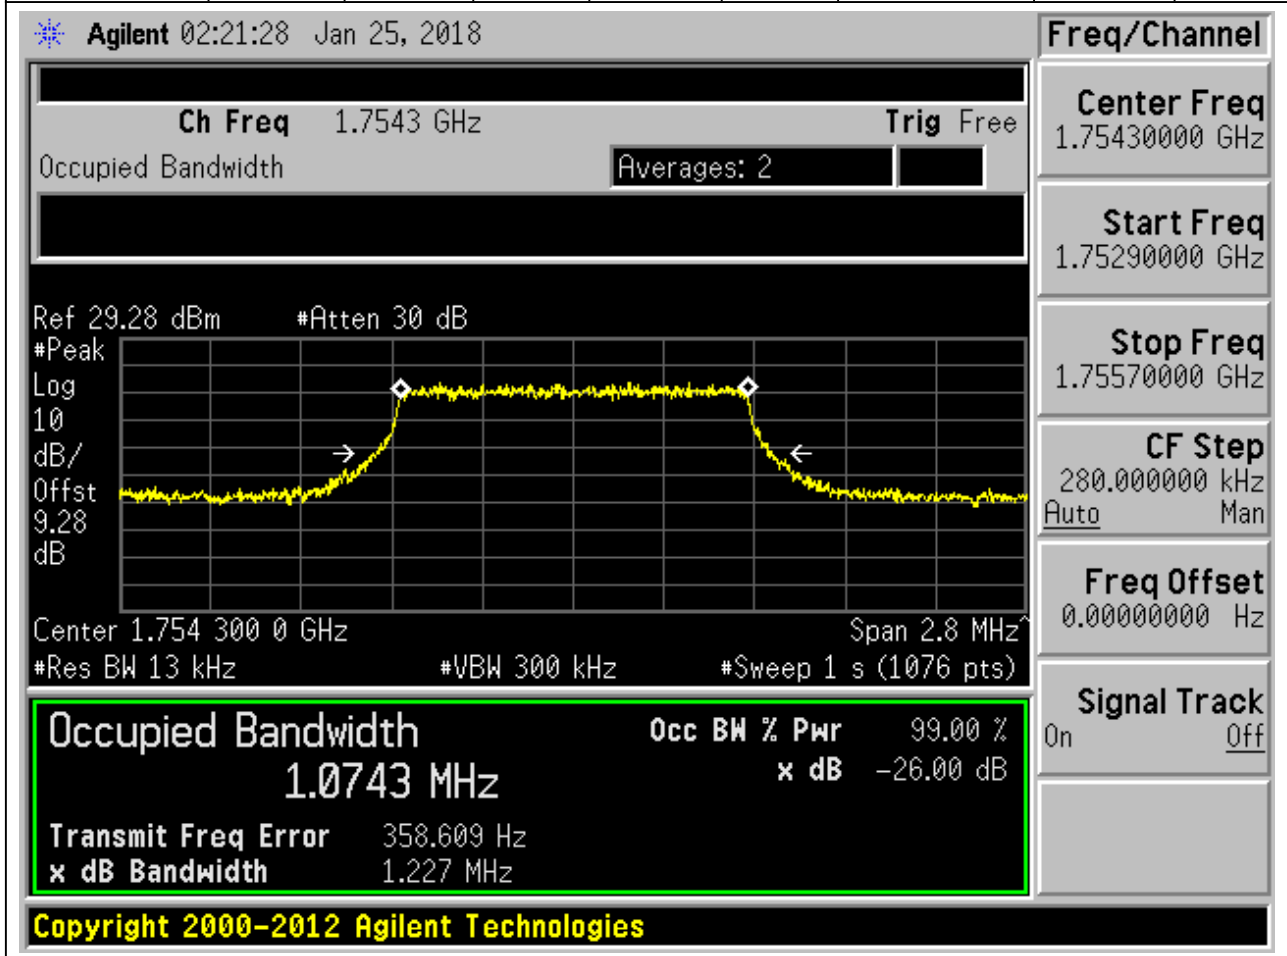 Agilent 02:21:28 Jan 25, 2018
Freq/Channel
Ch Freq 1.7543 GHz Trig Free
Occupied Bandwidth Averages: 2
Ref 29.28 dBm #Atten 30 dB
#Peak
Log
10
dB/
Offst
9.28
dB
Center 1.754 300 0 GHz Span 2.8 MHz^
#Res BW 13 kHz #VBW 300 kHz #Sweep 1 s (1076 pts)
Occupied Bandwidth Occ BW % Pwr 99.00 %
1.0743 MHz x dB -26.00 dB
Transmit Freq Error 358.609 Hz
x dB Bandwidth 1.227 MHz
Center Freq
1.75430000 GHz
Start Freq
1.75290000 GHz
Stop Freq
1.75570000 GHz
CF Step
280.000000 kHz
Auto Man
Freq Offset
0.00000000 Hz
Signal Track
On Off
Copyright 2000-2012 Agilent Technologies